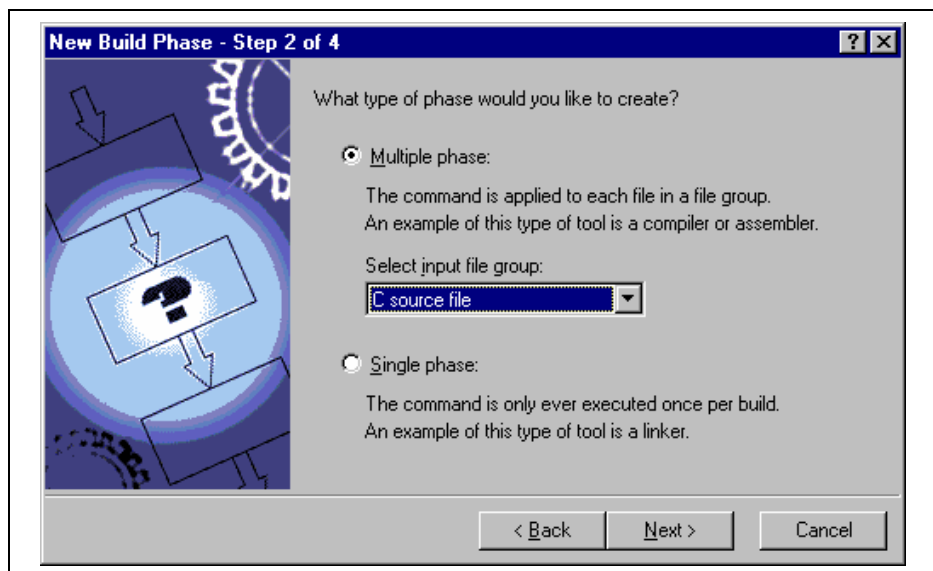 New Build Phase - Step 2 of 4
What type of phase would you like to create?
Multiple phase:
The command is applied to each file in a file group.
An example of this type of tool is a compiler or assembler.
Select input file group:
C source file
Single phase:
The command is only ever executed once per build.
An example of this type of tool is a linker.
< Back
Next >
Cancel